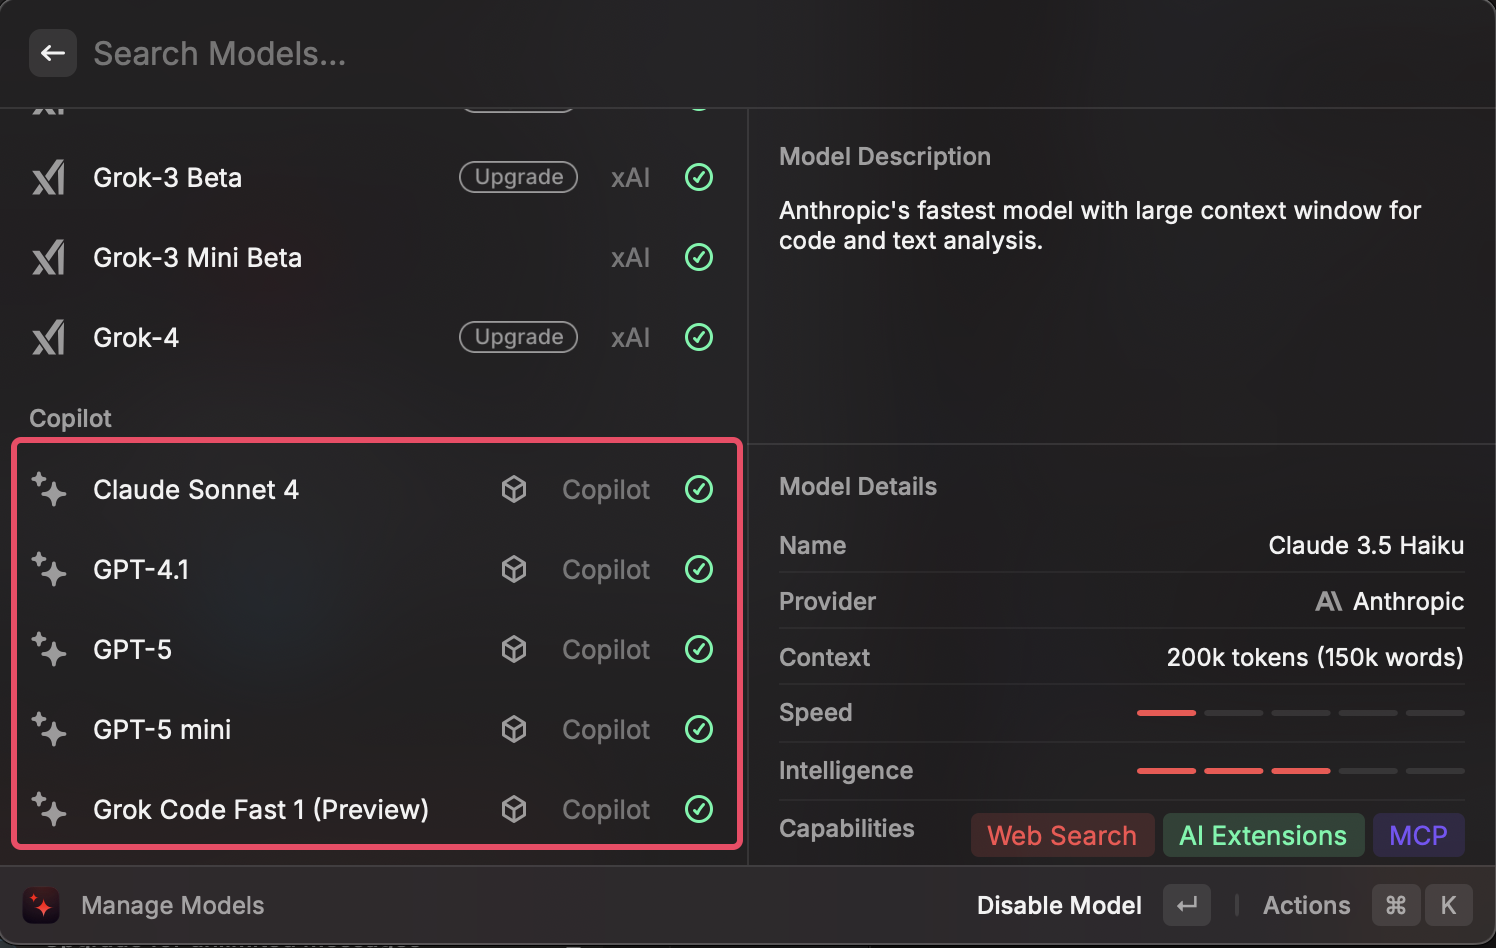 Search Models...
Grok-3 Beta Upgrade xAI
Grok-3 Mini Beta xAI
Grok-4 Upgrade xAI
Copilot
Claude Sonnet 4 Copilot
GPT-4.1 Copilot
GPT-5 Copilot
GPT-5 mini Copilot
Grok Code Fast 1 (Preview) Copilot
Model Description
Anthropic's fastest model with large context window for
code and text analysis.
Model Details
Name Claude 3.5 Haiku
Provider Anthropic
Context 200k tokens (150k words)
Speed
Intelligence
Capabilities Web Search AI Extensions MCP
Manage Models Disable Model Actions ⌘ K